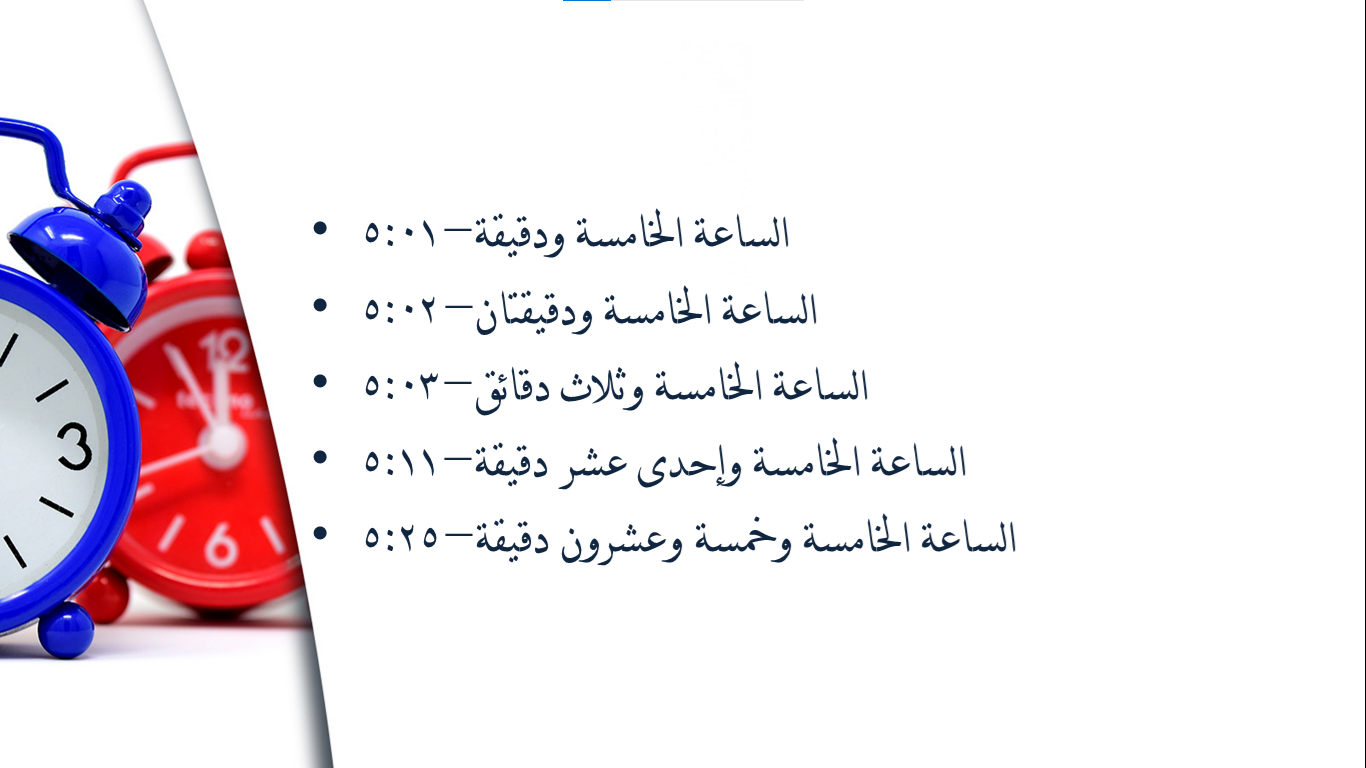 • الساعة الخامسة ودقيقة–٥:٠١
• الساعة الخامسة ودقيقتان–٥:٠٢
• الساعة الخامسة وثلاث دقائق–٥:٠٣
• الساعة الخامسة وإحدى عشر دقيقة–٥:١١
• الساعة الخامسة وخمسة وعشرون دقيقة–٥:٢٥
12
3
6